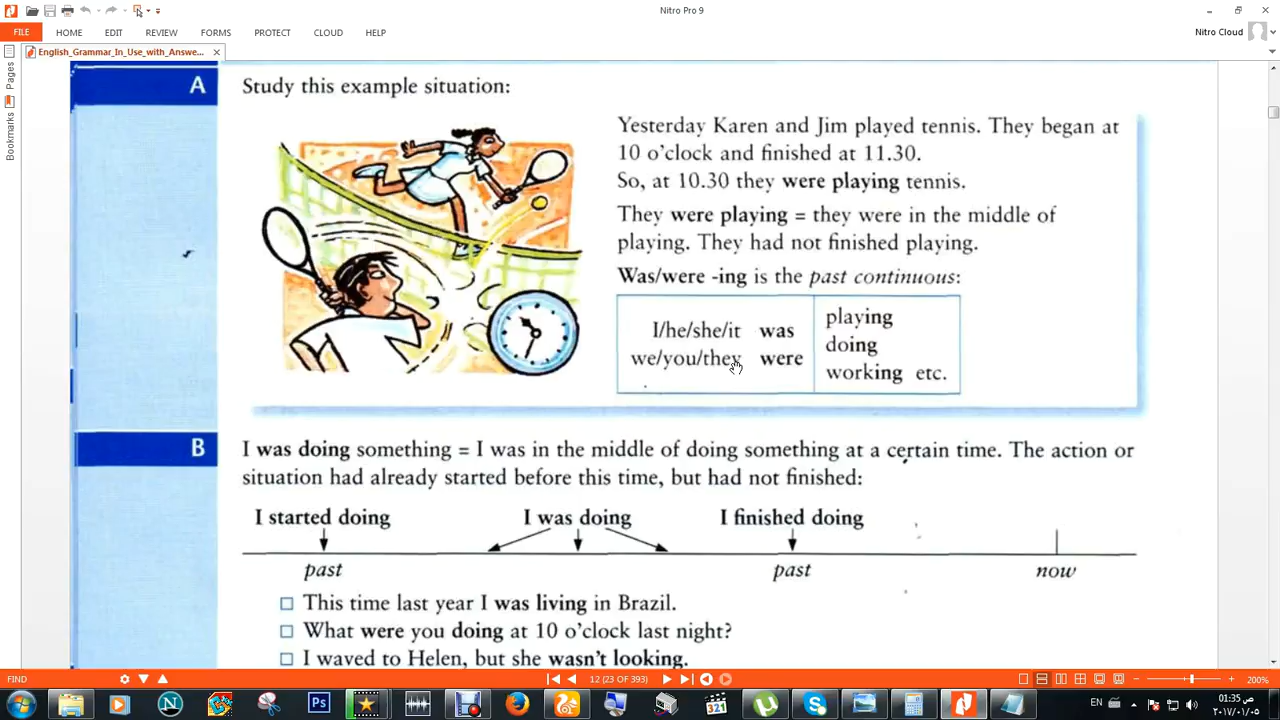 Nitro Pro 9
FILE HOME EDIT REVIEW FORMS PROTECT CLOUD HELP
Nitro Cloud
English_Grammar_In_Use_with_Answe...
Pages
Bookmarks
A
Study this example situation:
Yesterday Karen and Jim played tennis. They began at
10 o'clock and finished at 11.30.
So, at 10.30 they were playing tennis.
They were playing = they were in the middle of
playing. They had not finished playing.
Was/were -ing is the past continuous:
I/he/she/it was
we/you/they were
playing
doing
working etc.
B
I was doing something = I was in the middle of doing something at a certain time. The action or
situation had already started before this time, but had not finished:
I started doing I was doing I finished doing
past past now
□ This time last year I was living in Brazil.
□ What were you doing at 10 o'clock last night?
□ I waved to Helen, but she wasn't looking.
FIND
12 (23 OF 393)
200%
Ps
321
EN
01:35 ص
٢٠١٧/٠١/٠٥